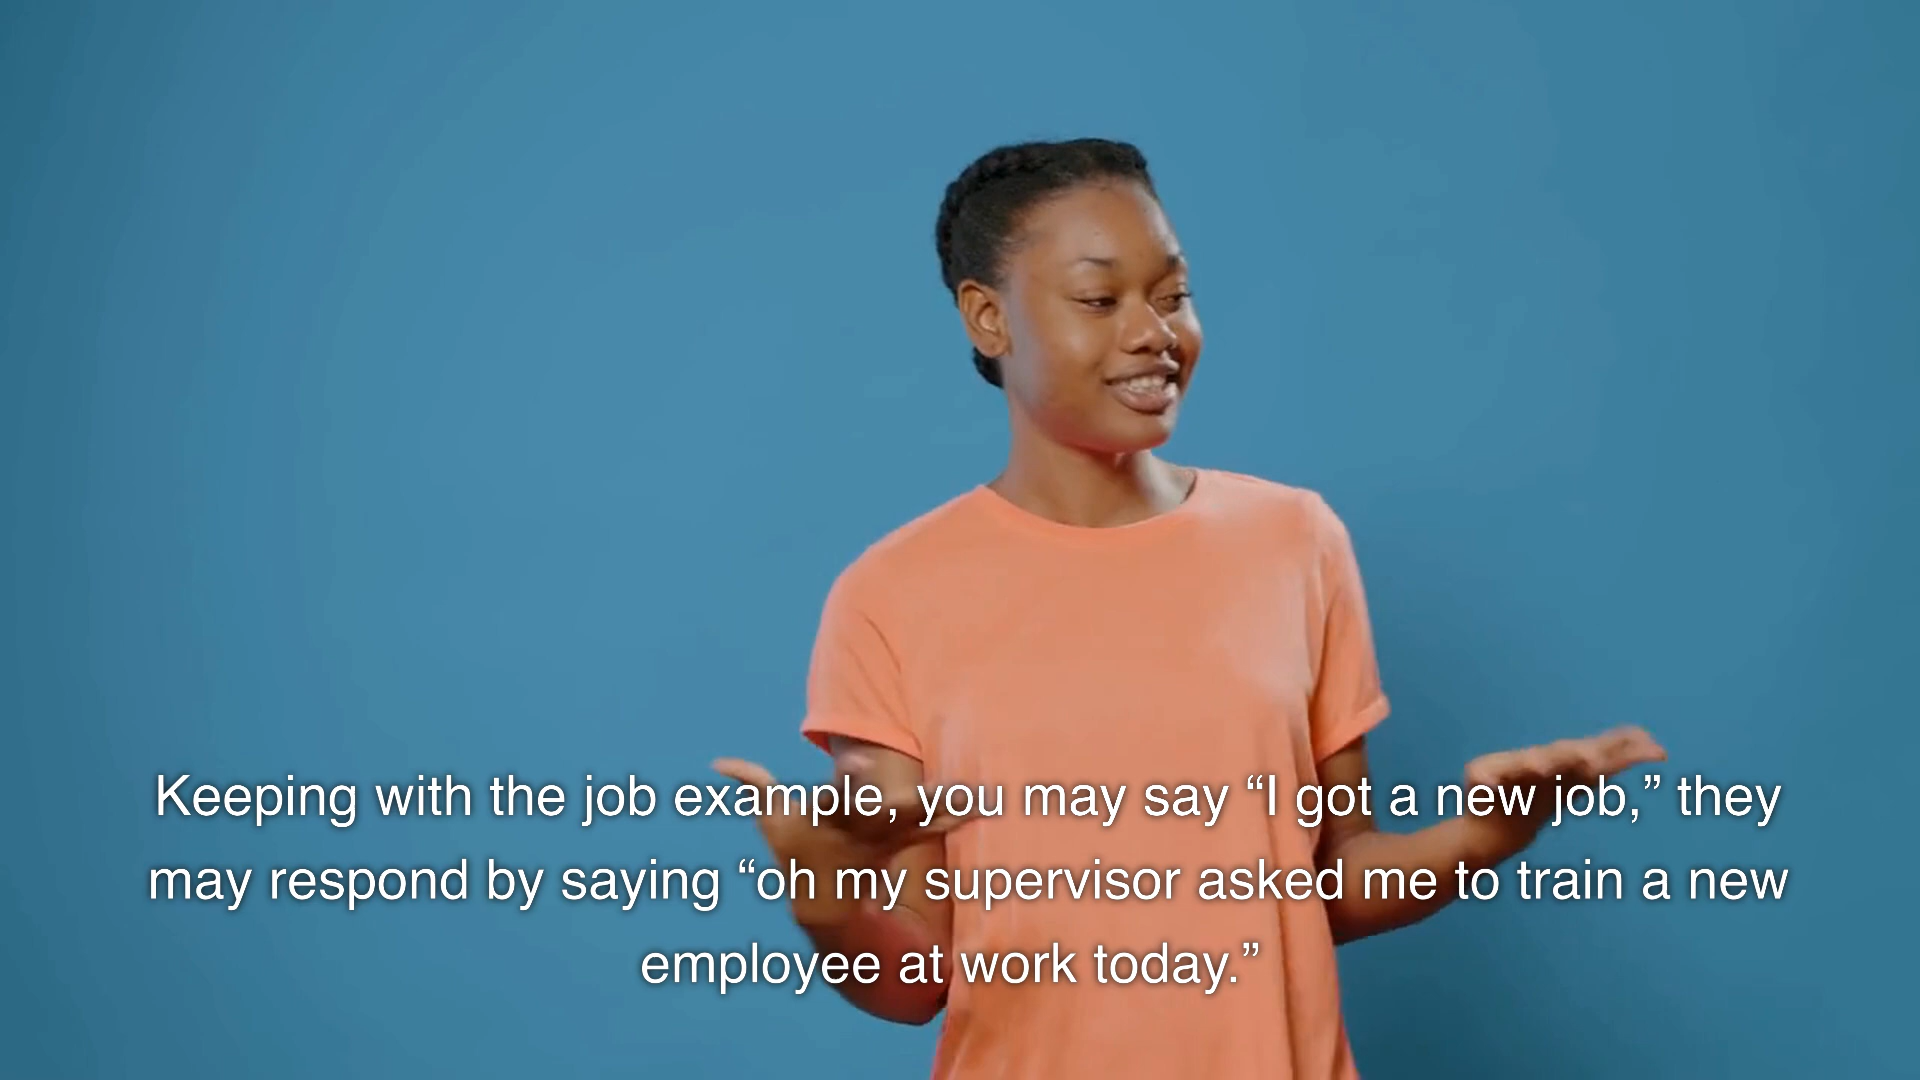 Keeping with the job example, you may say “I got a new job,” they
may respond by saying “oh my supervisor asked me to train a new
employee at work today.”